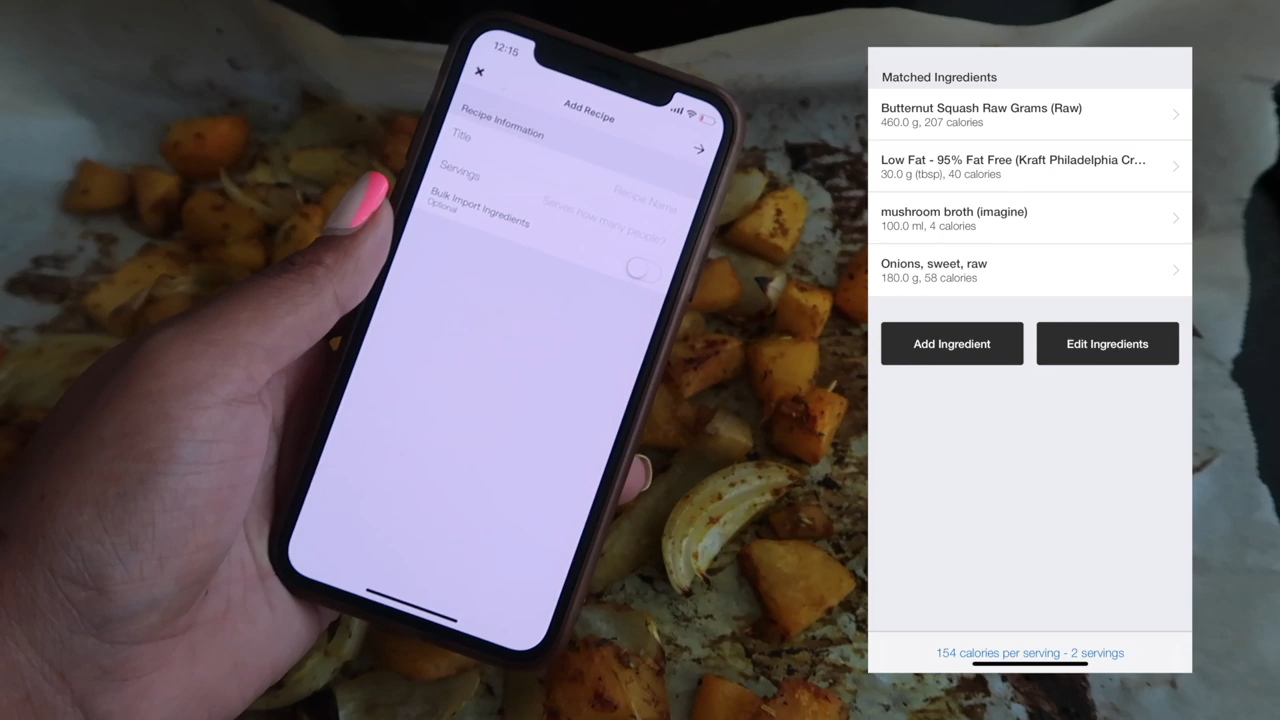 12:15
Add Recipe
Recipe Information
Title
Recipe Name
Servings
Serves how many people?
Bulk Import Ingredients
Optional
Matched Ingredients
Butternut Squash Raw Grams (Raw)
460.0 g, 207 calories
Low Fat - 95% Fat Free (Kraft Philadelphia Cr...
30.0 g (tbsp), 40 calories
mushroom broth (imagine)
100.0 ml, 4 calories
Onions, sweet, raw
180.0 g, 58 calories
Add Ingredient
Edit Ingredients
154 calories per serving - 2 servings